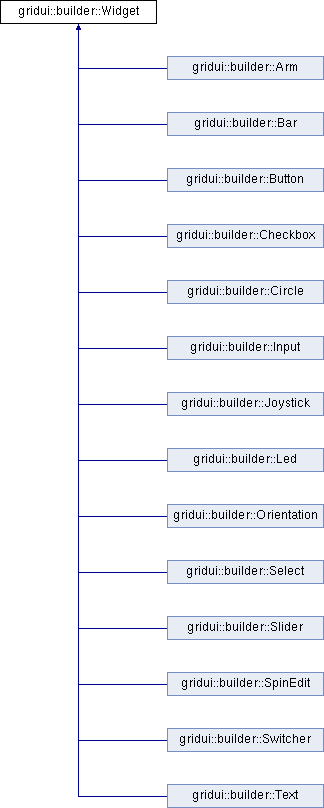 gridui::builder::Widget
gridui::builder::Arm
gridui::builder::Bar
gridui::builder::Button
gridui::builder::Checkbox
gridui::builder::Circle
gridui::builder::Input
gridui::builder::Joystick
gridui::builder::Led
gridui::builder::Orientation
gridui::builder::Select
gridui::builder::Slider
gridui::builder::SpinEdit
gridui::builder::Switcher
gridui::builder::Text